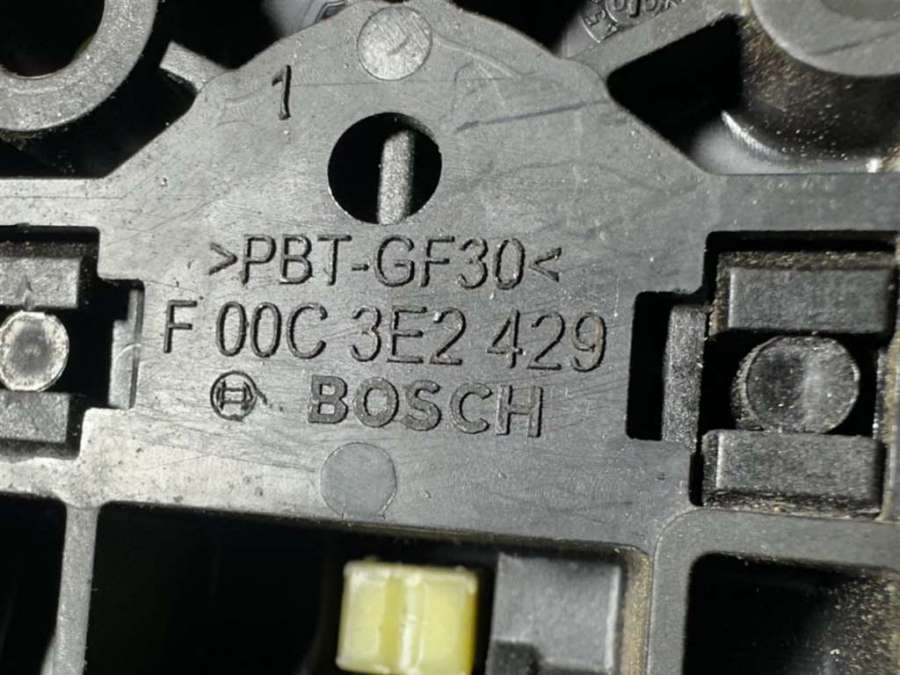 1
>PBT-GF30<
F 00C 3E2 429
BOSCH